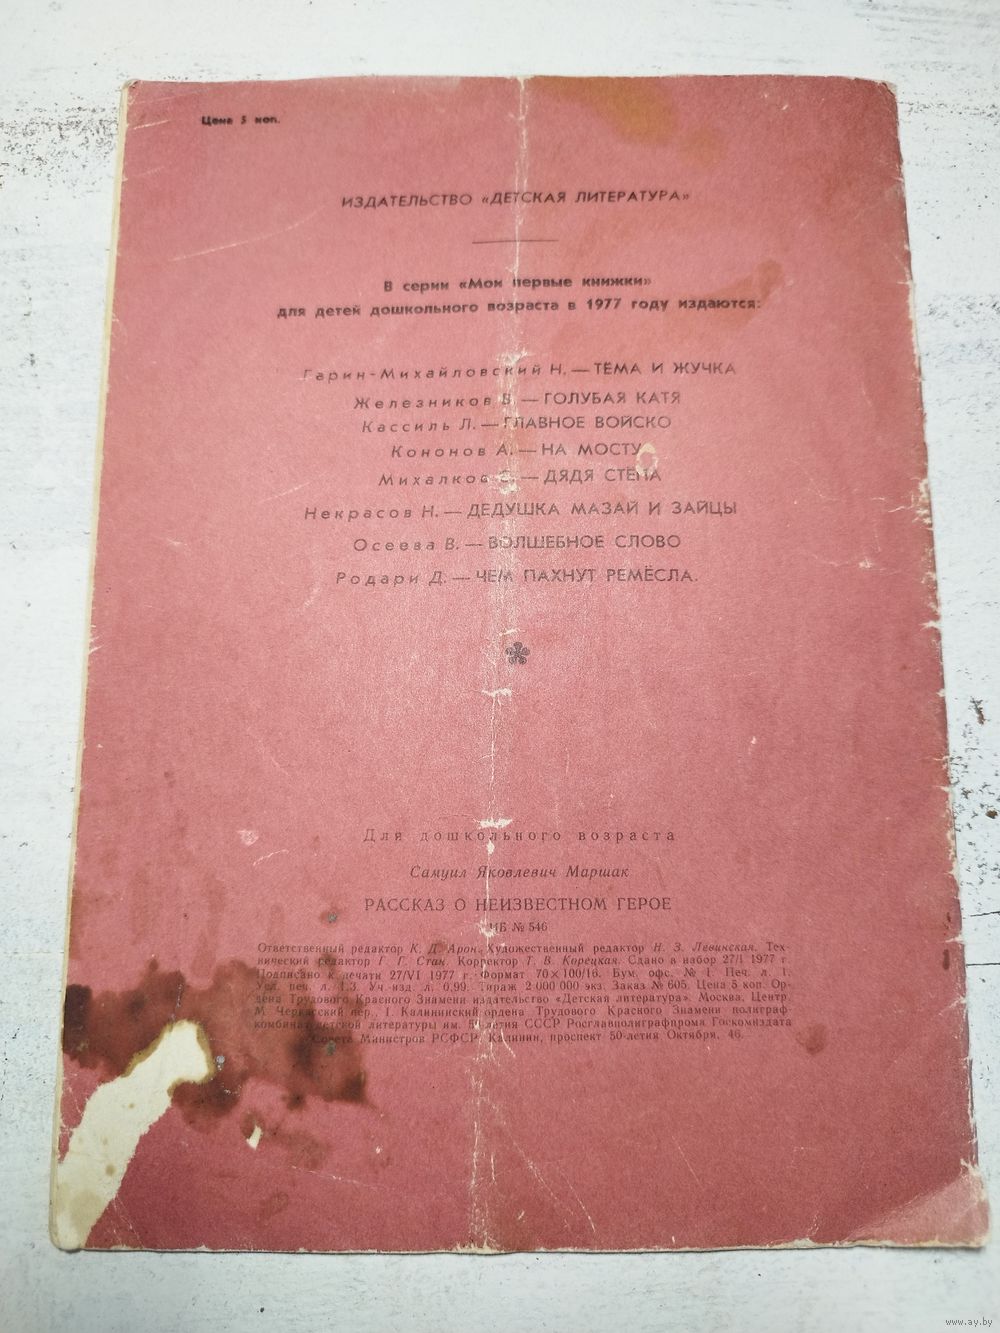 Цена 5 коп.
ИЗДАТЕЛЬСТВО «ДЕТСКАЯ ЛИТЕРАТУРА»
В серии «Мои первые книжки»
для детей дошкольного возраста в 1977 году издаются:
Гарин-Михайловский Н. — ТЁМА И ЖУЧКА
Железников В. — ГОЛУБАЯ КАТЯ
Кассиль Л. — ГЛАВНОЕ ВОЙСКО
Кононов А. — НА МОСТУ
Михалков С. — ДЯДЯ СТЁПА
Некрасов Н. — ДЕДУШКА МАЗАЙ И ЗАЙЦЫ
Осеева В. — ВОЛШЕБНОЕ СЛОВО
Родари Д. — ЧЕМ ПАХНУТ РЕМЁСЛА.
Для дошкольного возраста
Самуил Яковлевич Маршак
РАССКАЗ О НЕИЗВЕСТНОМ ГЕРОЕ
ИБ № 546
Ответственный редактор К. Д. Арон. Художественный редактор Н. З. Левинская. Тех-
нический редактор Г. Г. Стан. Корректор Т. В. Корецкая. Сдано в набор 27/I 1977 г.
Подписано к печати 27/VI 1977 г. Формат 70×100/16. Бум. офс. № 1. Печ. л. 1.
Усл. печ. л. 1,3. Уч.-изд. л. 0,99. Тираж 2 000 000 экз. Заказ № 605. Цена 5 коп. Ор-
дена Трудового Красного Знамени издательство «Детская литература». Москва. Центр.
М. Черкасский пер., 1. Калининский ордена Трудового Красного Знамени полиграф-
комбинат детской литературы им. 50-летия СССР Росглавполиграфпрома Госкомиздата
Совета Министров РСФСР. Калинин, проспект 50-летия Октября, 46.
www.ay.by